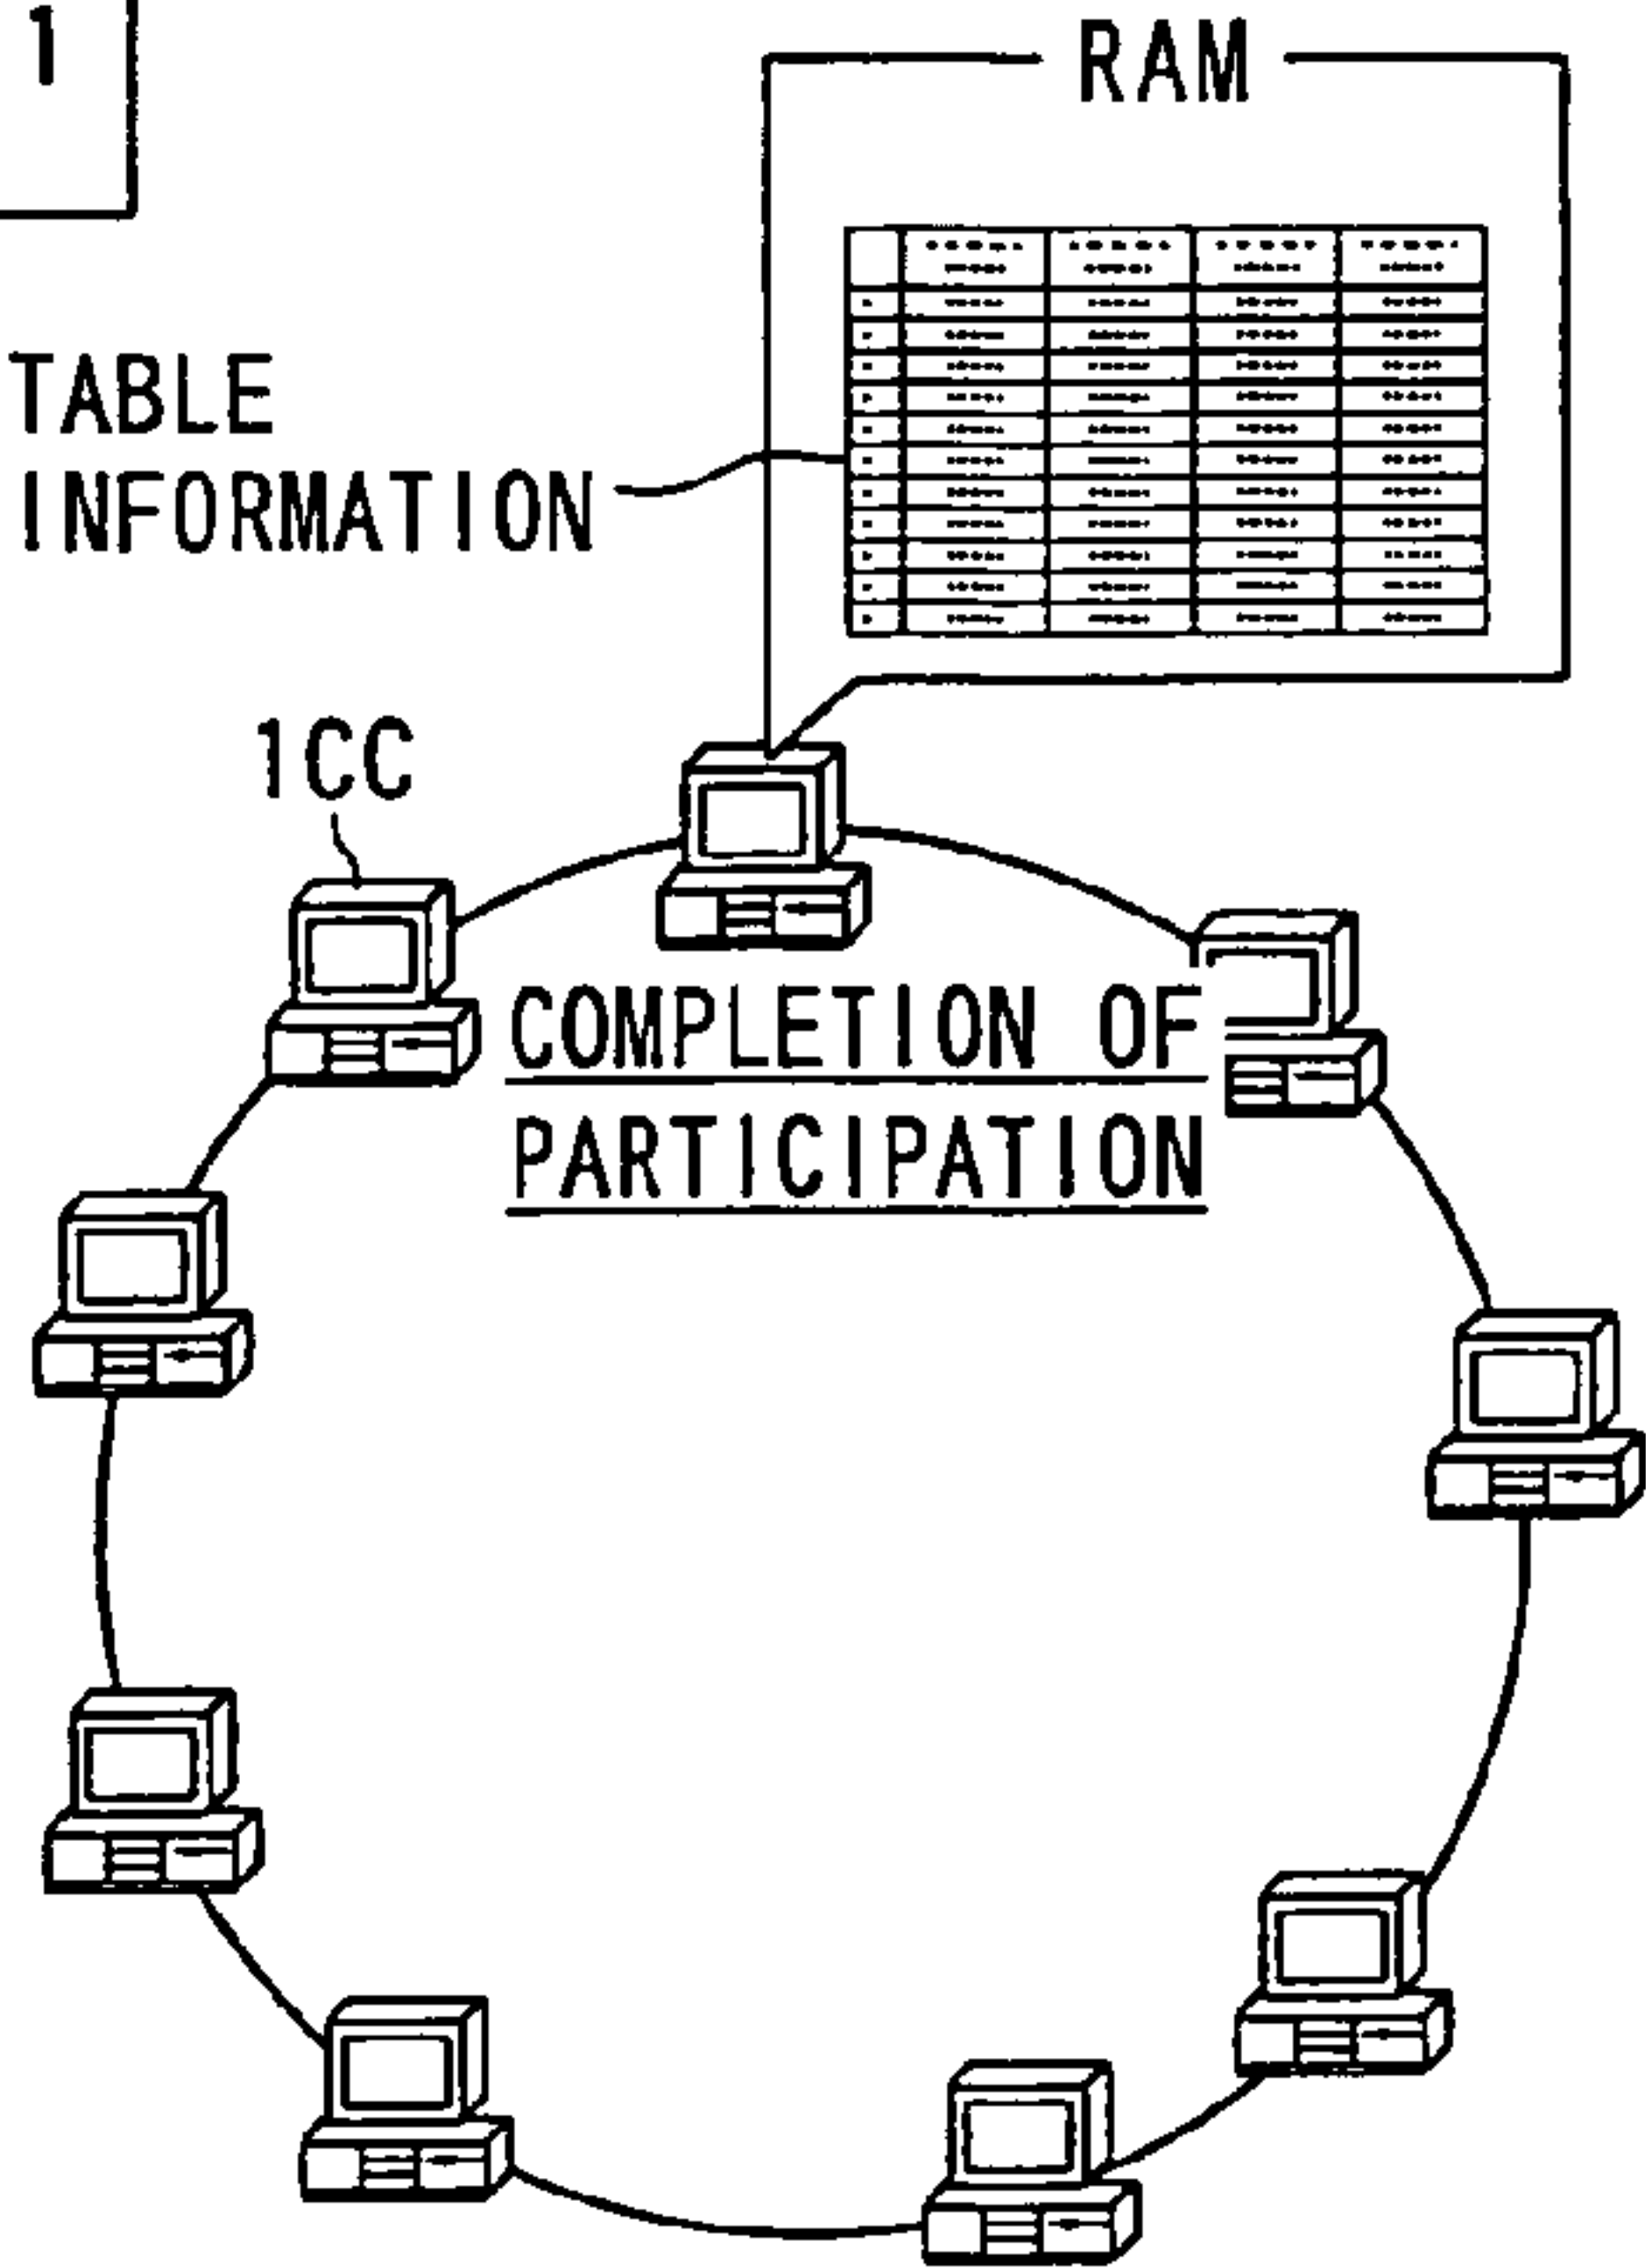 1
RAM
TABLE
INFORMATION
1CC
COMPLETION OF
PARTICIPATION